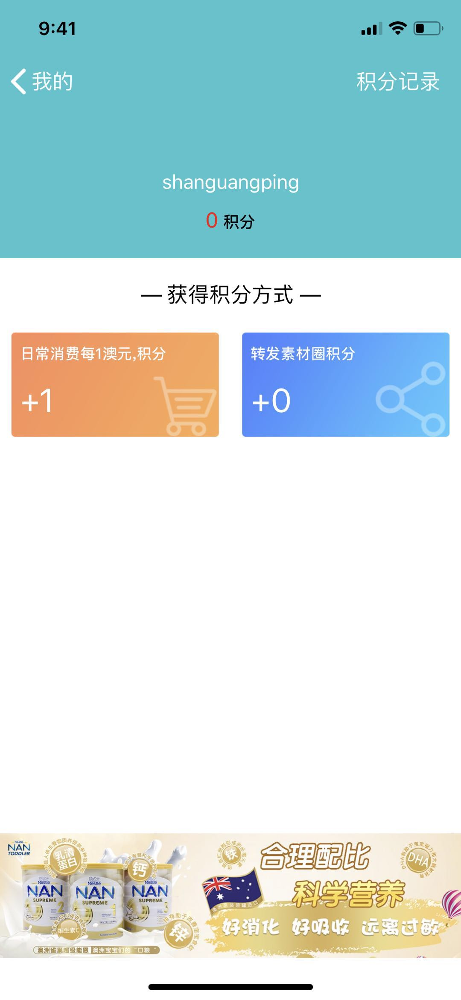 9:41
我的
积分记录
shanguangping
0 积分
— 获得积分方式 —
日常消费每1澳元,积分
+1
转发素材圈积分
+0
Nestlé
NAN
TODDLER
乳清
蛋白
钙
铁
合理配比
DHA
Nestlé
NAN
SUPREME
2
Nestlé
NAN
SUPREME
1
Nestlé
NAN
SUPREME
3
科学营养
维生素C
锌
好消化 好吸收 远离过敏
澳洲雀巢超级能恩 澳洲宝宝们的“口粮“